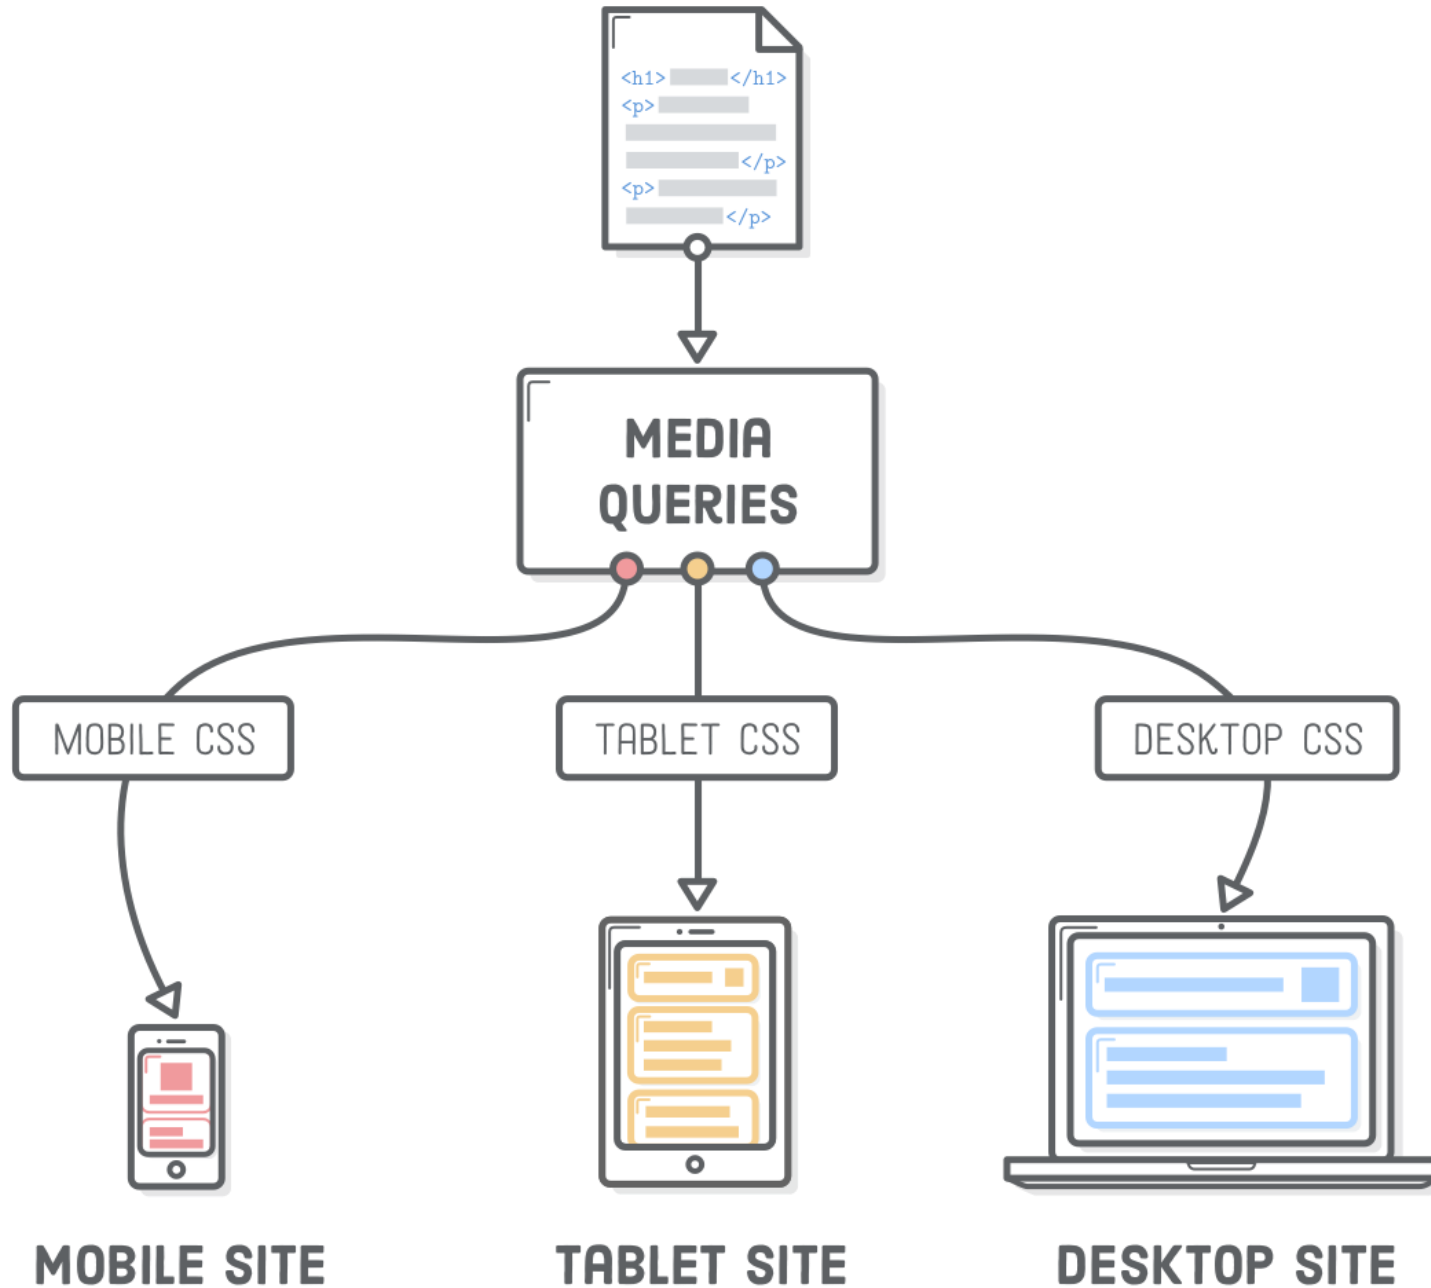 <h1> </h1>
<p>
</p>
<p>
</p>
MEDIA
QUERIES
MOBILE CSS
TABLET CSS
DESKTOP CSS
MOBILE SITE
TABLET SITE
DESKTOP SITE